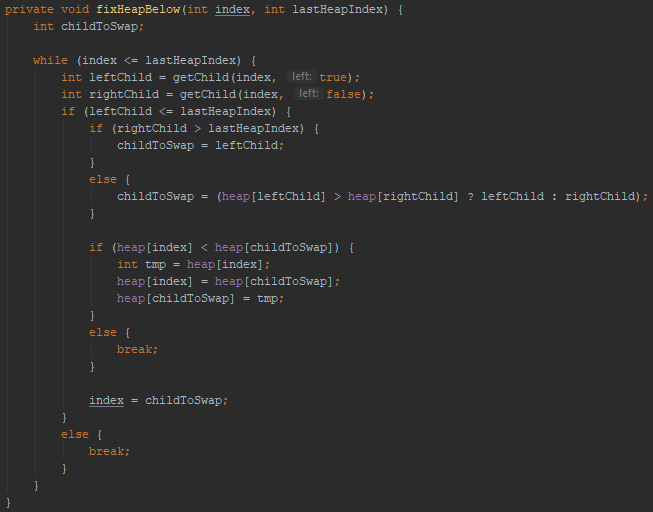 private void fixHeapBelow(int index, int lastHeapIndex) {
    int childToSwap;

    while (index <= lastHeapIndex) {
        int leftChild = getChild(index, left: true);
        int rightChild = getChild(index, left: false);
        if (leftChild <= lastHeapIndex) {
            if (rightChild > lastHeapIndex) {
                childToSwap = leftChild;
            }
            else {
                childToSwap = (heap[leftChild] > heap[rightChild] ? leftChild : rightChild);
            }

            if (heap[index] < heap[childToSwap]) {
                int tmp = heap[index];
                heap[index] = heap[childToSwap];
                heap[childToSwap] = tmp;
            }
            else {
                break;
            }

            index = childToSwap;
        }
        else {
            break;
        }
    }
}